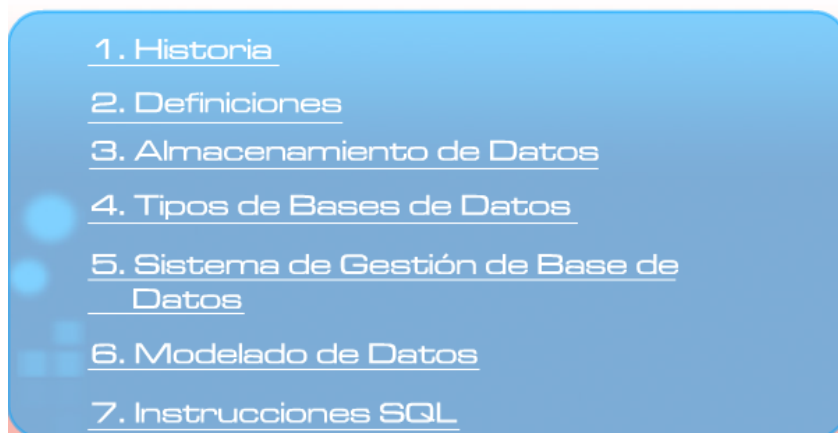 1. Historia
2. Definiciones
3. Almacenamiento de Datos
4. Tipos de Bases de Datos
5. Sistema de Gestión de Base de
Datos
6. Modelado de Datos
7. Instrucciones SQL